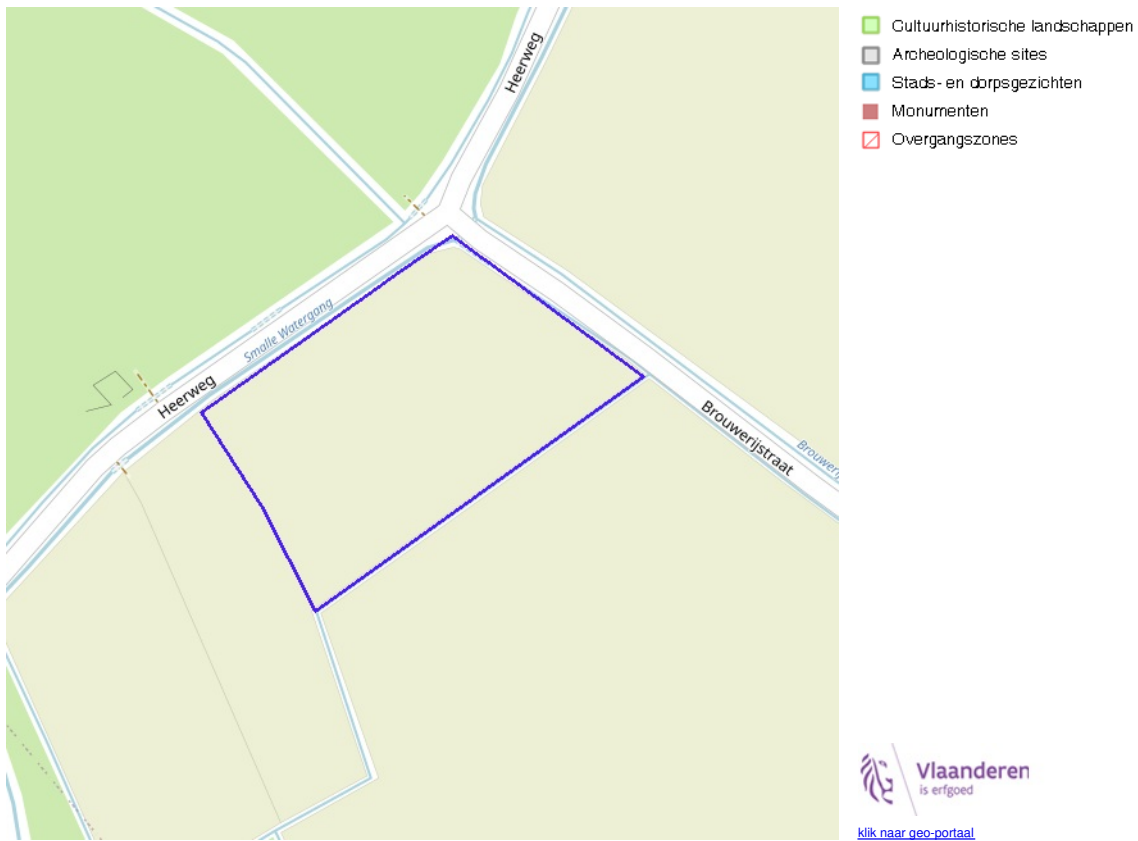 Heerweg
Smalle Watergang
Heerweg
Brouwerijstraat
Cultuurhistorische landschappen
Archeologische sites
Stads- en dorpsgezichten
Monumenten
Overgangszones
Vlaanderen
is erfgoed
klik naar geo-portaal